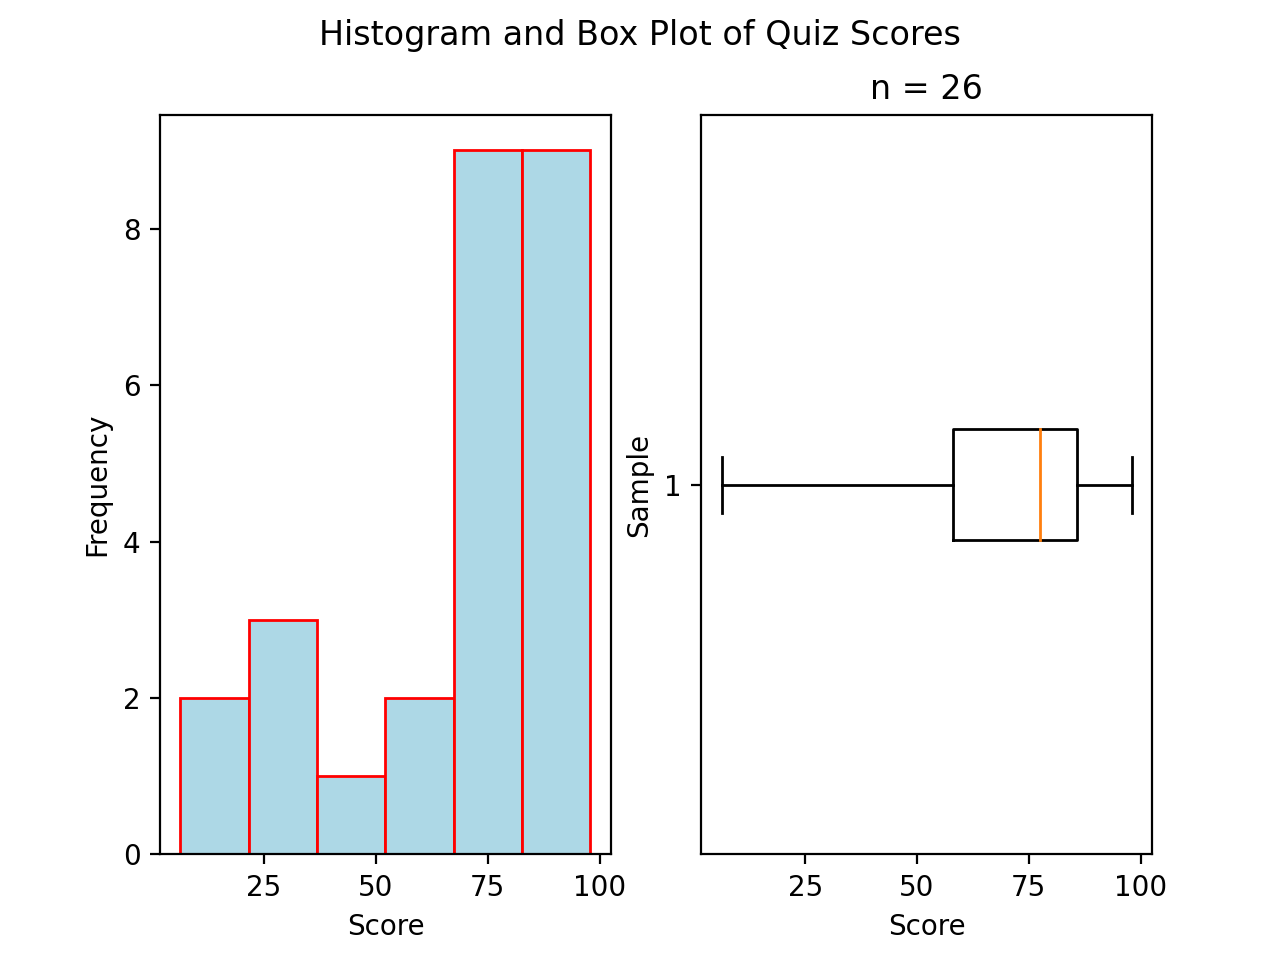 Histogram and Box Plot of Quiz Scores
8
6
4
2
0
Frequency
25 50 75 100
Score
n = 26
Sample
1
25 50 75 100
Score